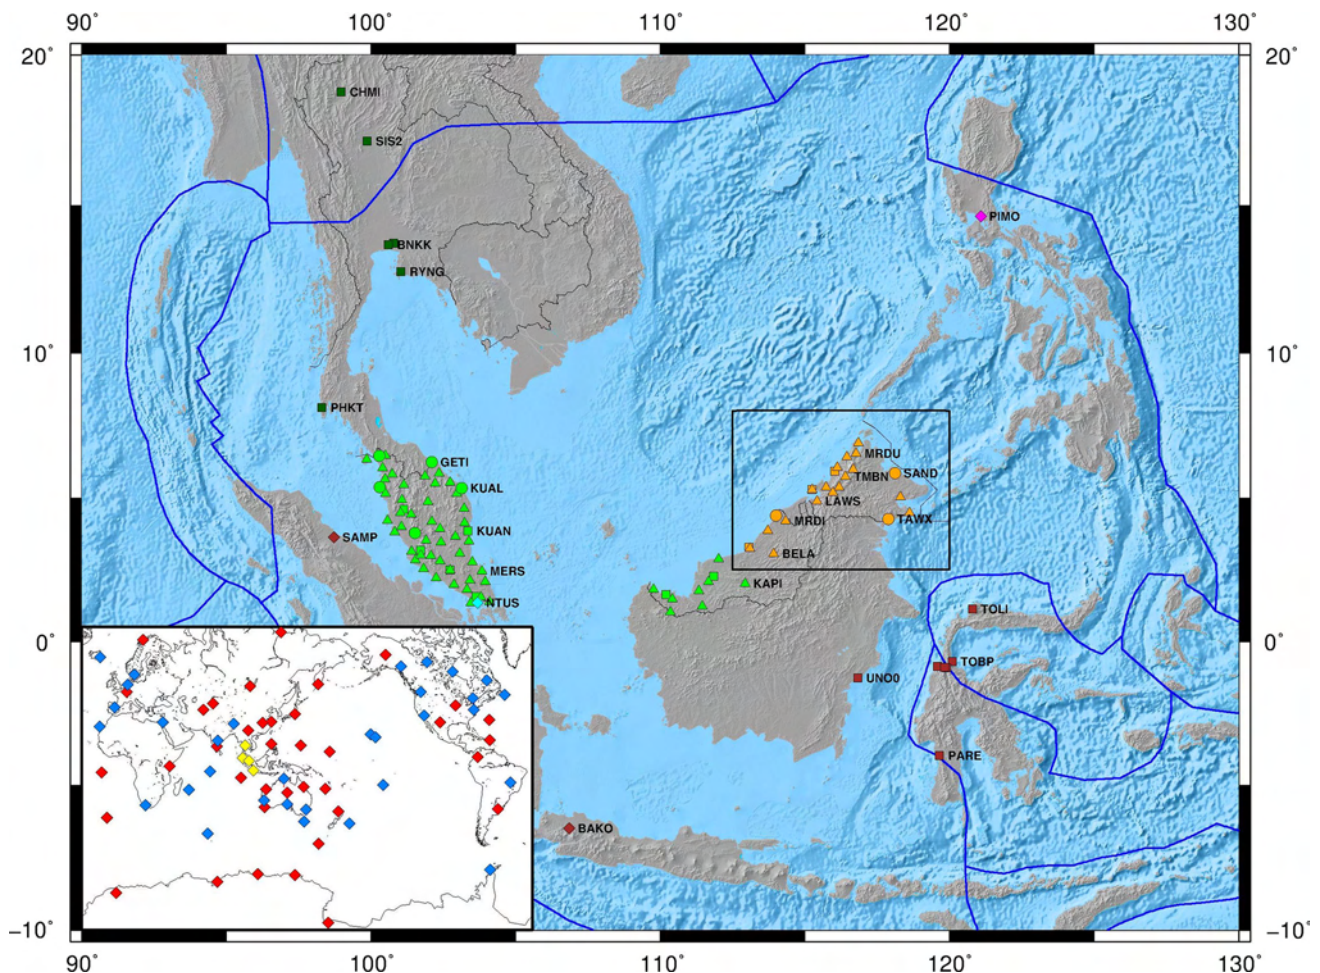 90° 100° 110° 120° 130°
20° 20°
CHMI
SIS2
PIMO
BNKK
RYNG
10° 10°
PHKT
MRDU
GETI
SAND
TMBN
KUAL
LAWS
MRDI
TAWX
KUAN
SAMP
BELA
MERS
KAPI
NTUS
TOLI
0° 0°
TOBP
UNO0
PARE
BAKO
−10° −10°
90° 100° 110° 120° 130°